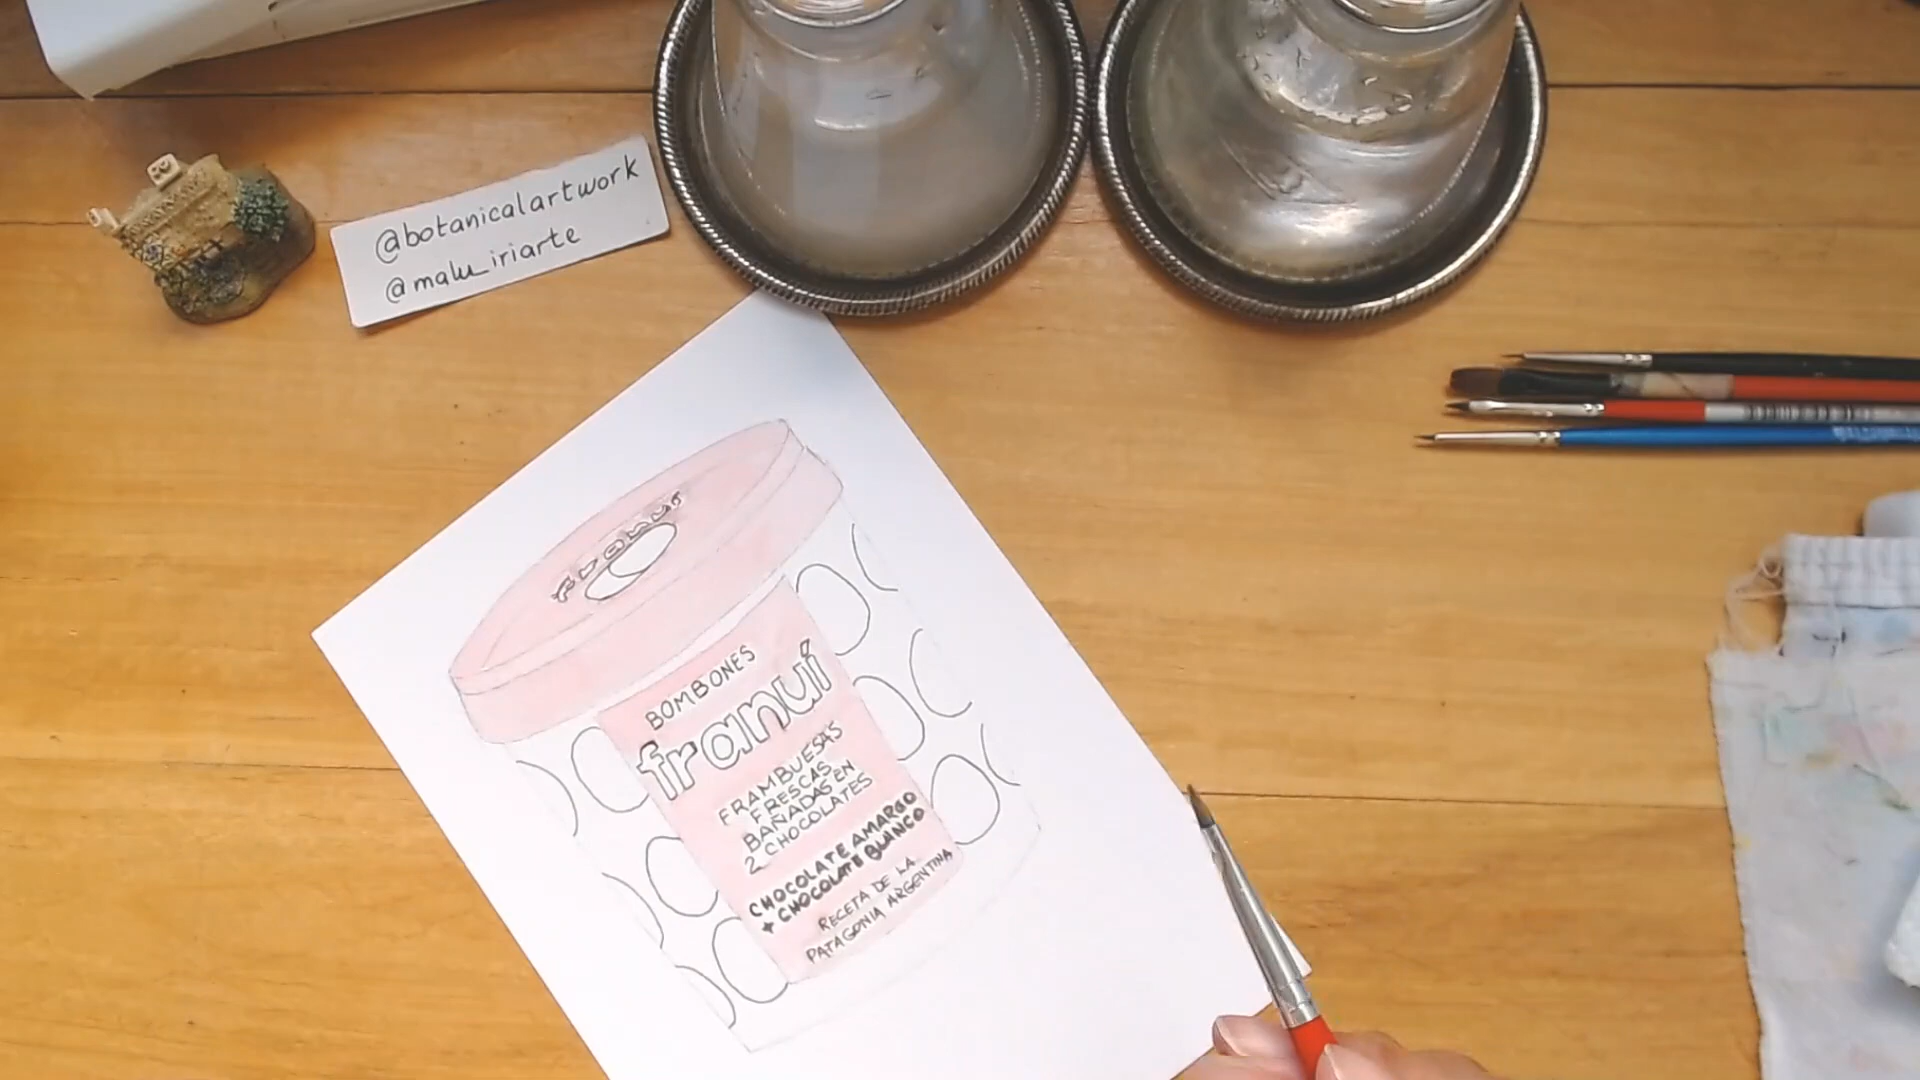 @botanicalartwork
@malu_iriarte
franui
BOMBONES
franuí
FRAMBUESAS
FRESCAS
BAÑADAS EN
2 CHOCOLATES
CHOCOLATE AMARGO
+ CHOCOLATE BLANCO
RECETA DE LA
PATAGONIA ARGENTINA